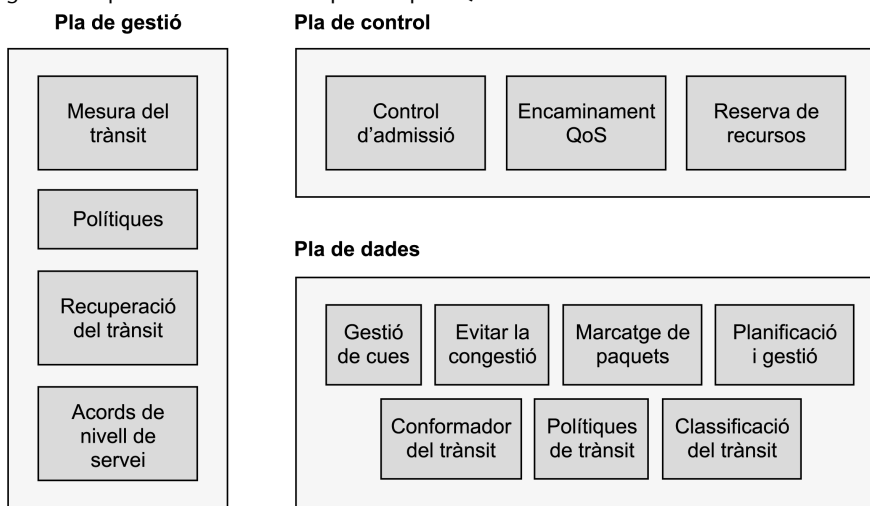 Pla de gestió
Mesura del
trànsit
Polítiques
Recuperació
del trànsit
Acords de
nivell de
servei
Pla de control
Control
d’admissió
Encaminament
QoS
Reserva de
recursos
Pla de dades
Gestió
de cues
Evitar la
congestió
Marcatge de
paquets
Planificació
i gestió
Conformador
del trànsit
Polítiques
de trànsit
Classificació
del trànsit